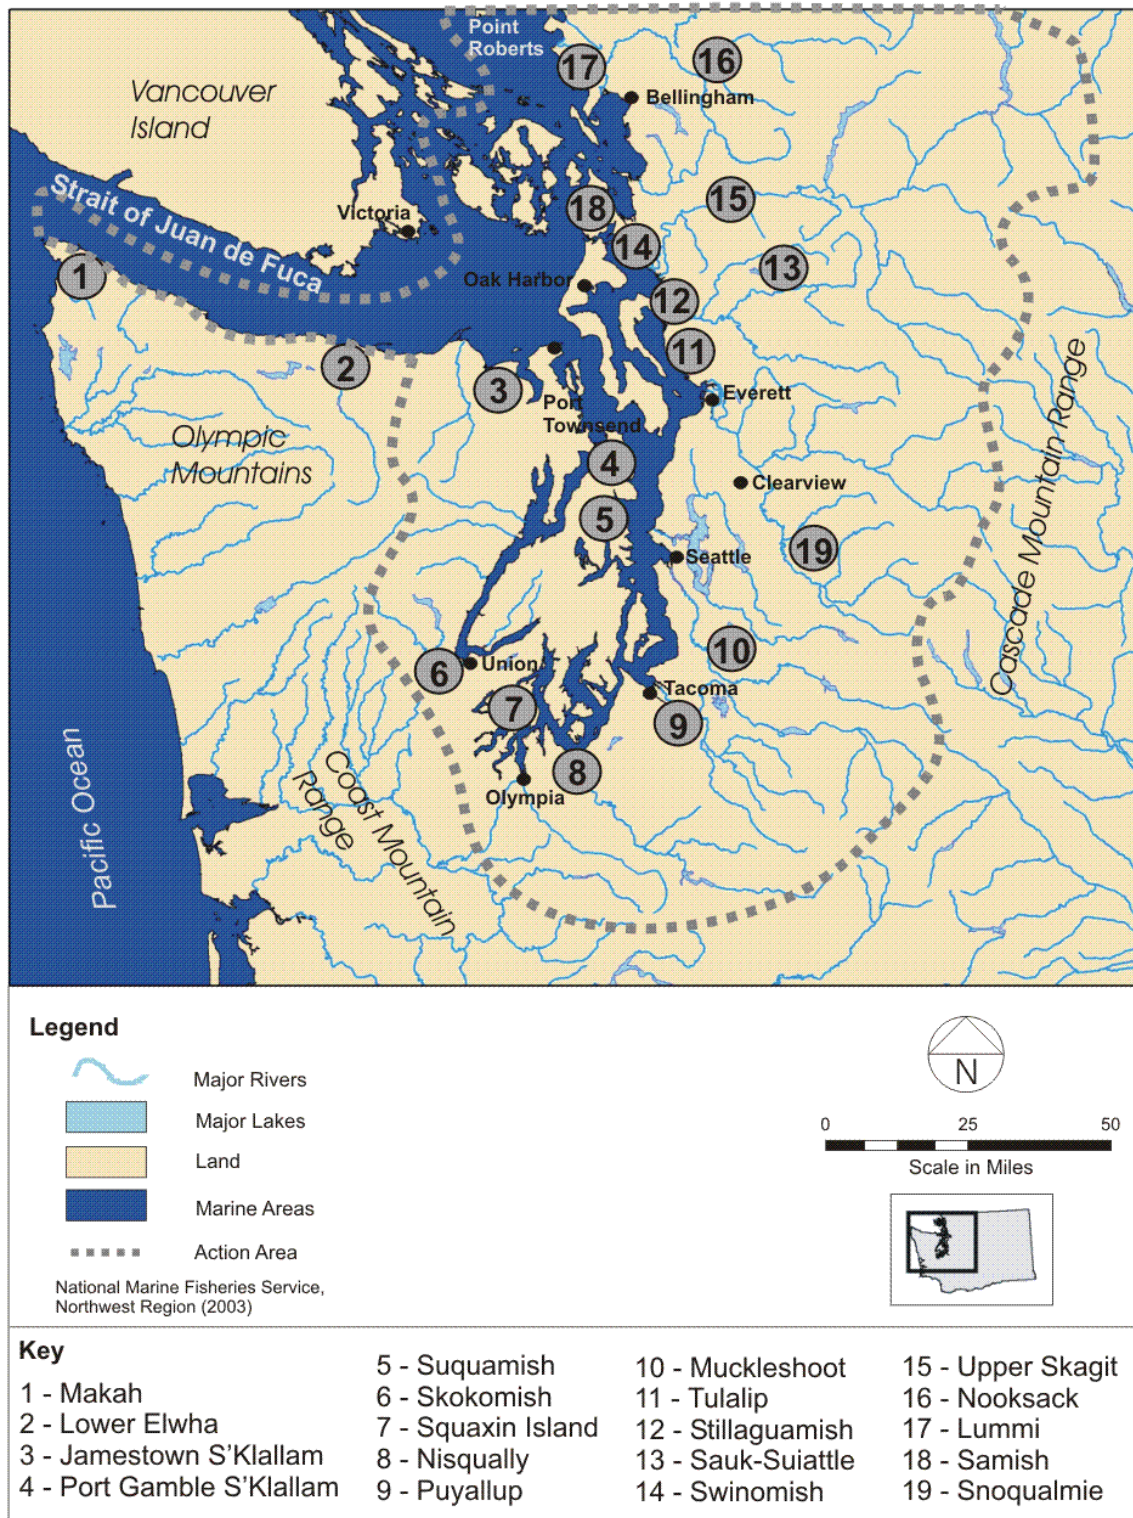 Point
Roberts
17
16
Bellingham
Vancouver
Island
Strait of Juan de Fuca
Victoria
18
15
14
13
1
Oak Harbor
12
11
2
3
Everett
Port
Townsend
Olympic
Mountains
4
Clearview
5
19
Seattle
Cascade Mountain Range
10
6
Union
Tacoma
7
9
8
Olympia
Pacific Ocean
Coast Mountain
Range
Legend
Major Rivers
Major Lakes
Land
Marine Areas
Action Area
National Marine Fisheries Service,
Northwest Region (2003)
N
0 25 50
Scale in Miles
Key
1 - Makah
2 - Lower Elwha
3 - Jamestown S'Klallam
4 - Port Gamble S'Klallam
5 - Suquamish
6 - Skokomish
7 - Squaxin Island
8 - Nisqually
9 - Puyallup
10 - Muckleshoot
11 - Tulalip
12 - Stillaguamish
13 - Sauk-Suiattle
14 - Swinomish
15 - Upper Skagit
16 - Nooksack
17 - Lummi
18 - Samish
19 - Snoqualmie